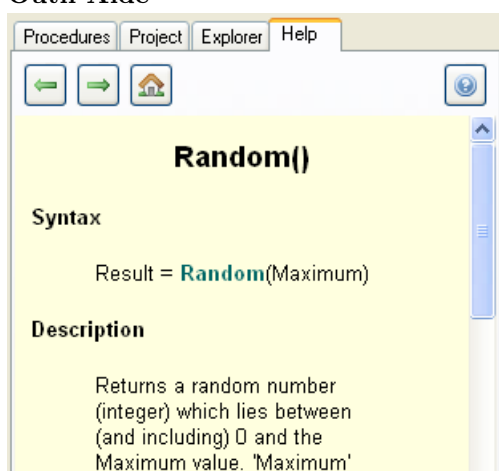 Procedures Project Explorer Help
Random()
Syntax
Result = Random(Maximum)
Description
Returns a random number
(integer) which lies between
(and including) 0 and the
Maximum value. 'Maximum'